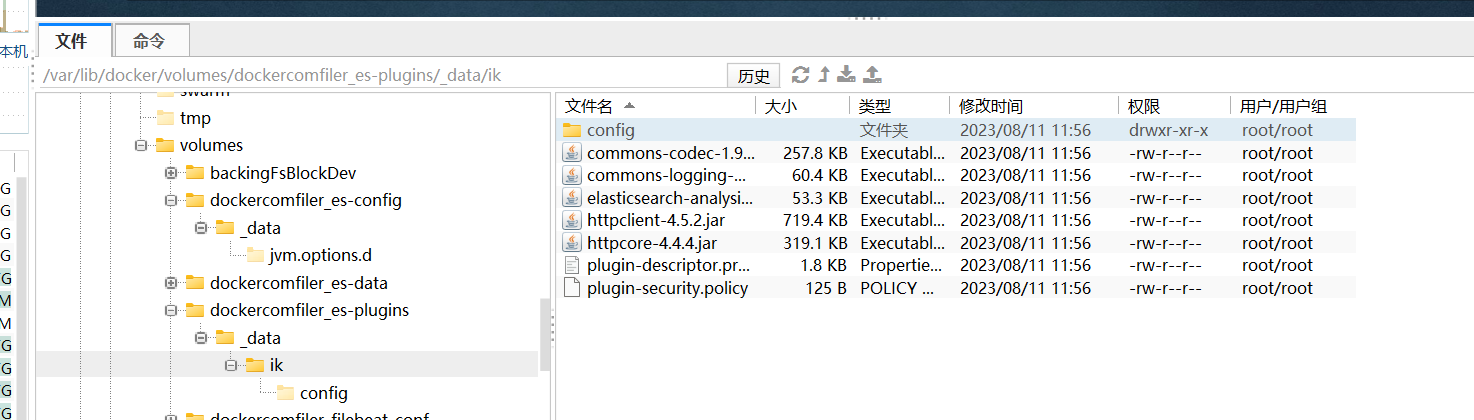 本机
文件 命令
/var/lib/docker/volumes/dockercomfiler_es-plugins/_data/ik 历史
swarm
tmp
volumes
backingFsBlockDev
dockercomfiler_es-config
_data
jvm.options.d
dockercomfiler_es-data
dockercomfiler_es-plugins
_data
ik
config
dockercomfiler_filebeat_conf
文件名 大小 类型 修改时间 权限 用户/用户组
config 文件夹 2023/08/11 11:56 drwxr-xr-x root/root
commons-codec-1.9... 257.8 KB Executabl... 2023/08/11 11:56 -rw-r--r-- root/root
commons-logging-... 60.4 KB Executabl... 2023/08/11 11:56 -rw-r--r-- root/root
elasticsearch-analysi... 53.3 KB Executabl... 2023/08/11 11:56 -rw-r--r-- root/root
httpclient-4.5.2.jar 719.4 KB Executabl... 2023/08/11 11:56 -rw-r--r-- root/root
httpcore-4.4.4.jar 319.1 KB Executabl... 2023/08/11 11:56 -rw-r--r-- root/root
plugin-descriptor.pr... 1.8 KB Propertie... 2023/08/11 11:56 -rw-r--r-- root/root
plugin-security.policy 125 B POLICY ... 2023/08/11 11:56 -rw-r--r-- root/root